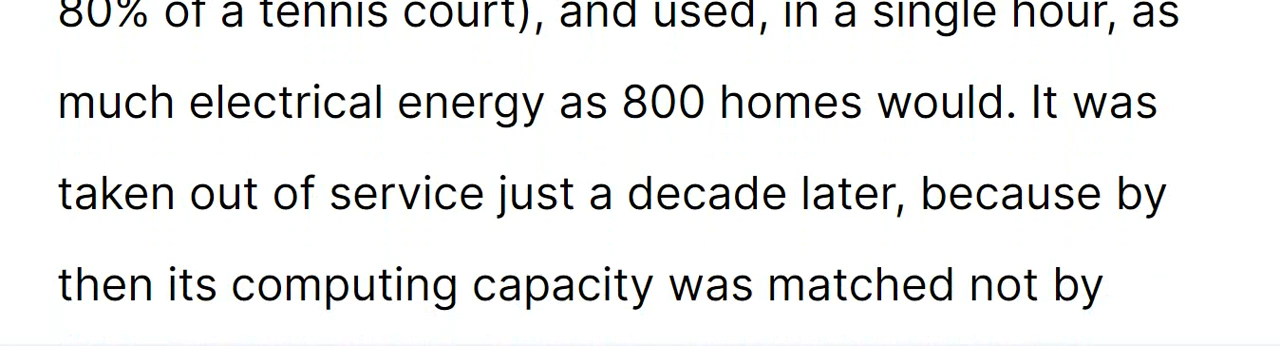 80% of a tennis court), and used, in a single hour, as
much electrical energy as 800 homes would. It was
taken out of service just a decade later, because by
then its computing capacity was matched not by